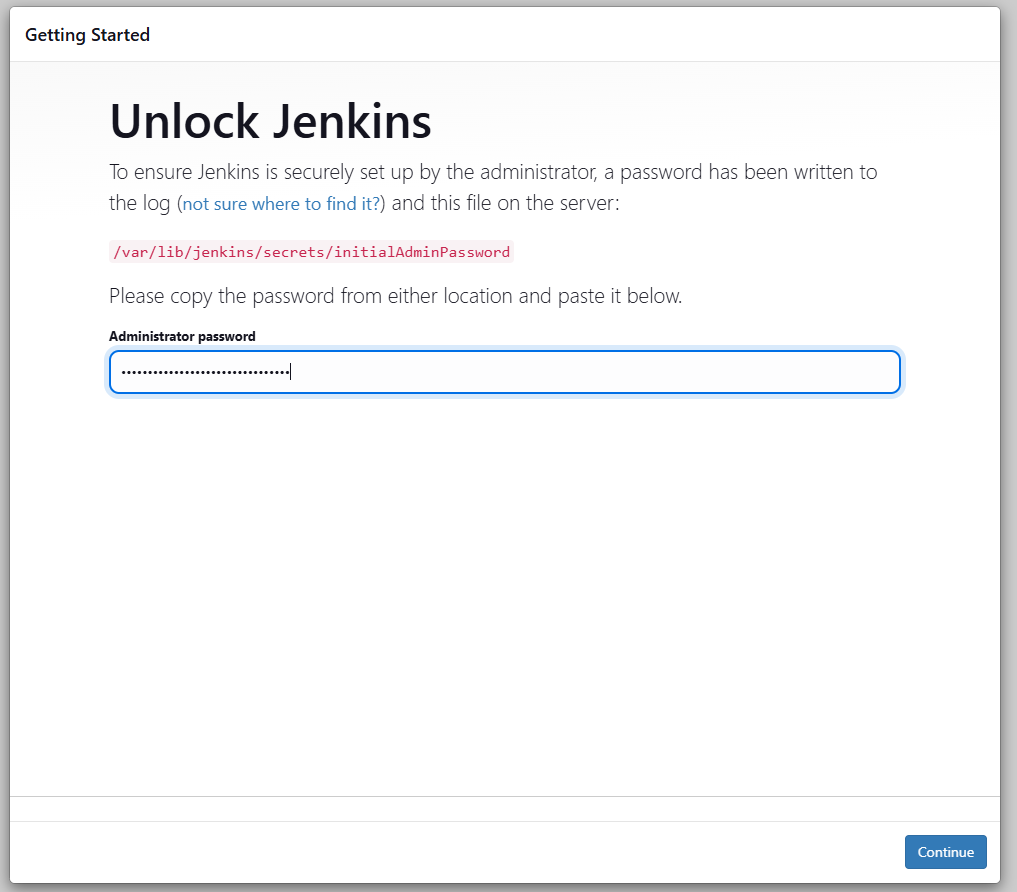 Getting Started
Unlock Jenkins
To ensure Jenkins is securely set up by the administrator, a password has been written to
the log (not sure where to find it?) and this file on the server:
/var/lib/jenkins/secrets/initialAdminPassword
Please copy the password from either location and paste it below.
Administrator password
••••••••••••••••••••••••••••••••
Continue